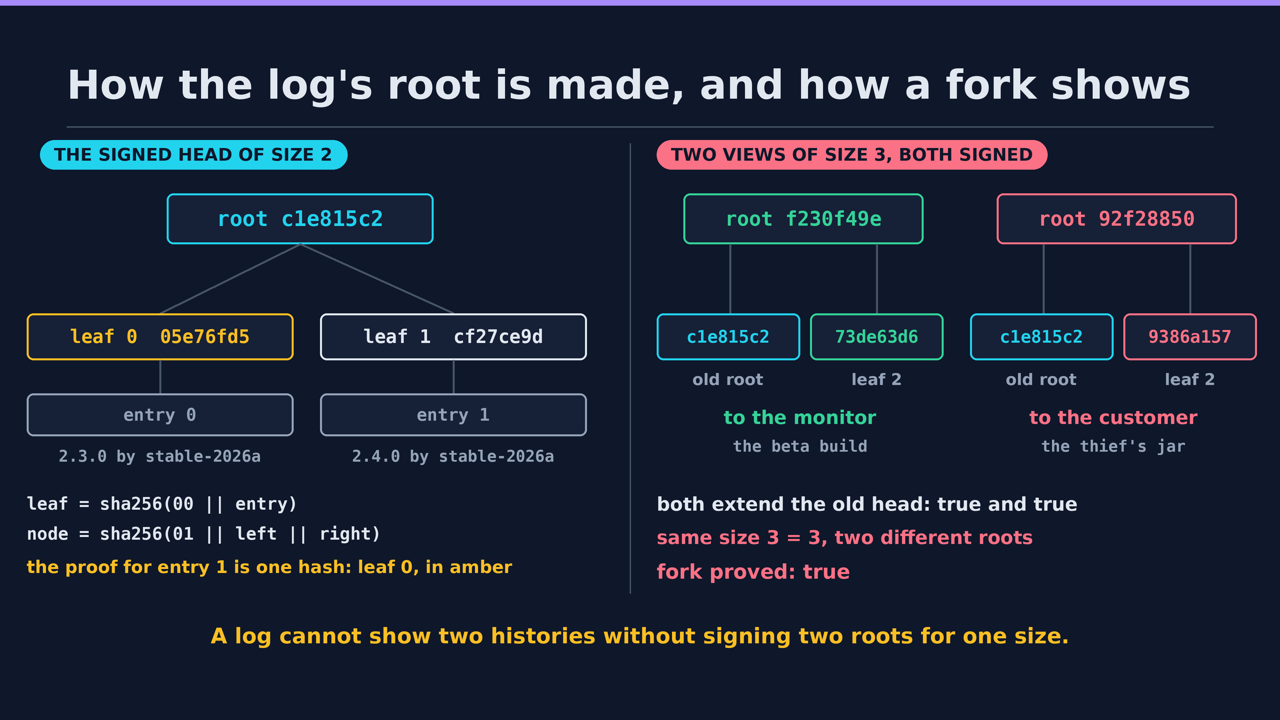 How the log's root is made, and how a fork shows
THE SIGNED HEAD OF SIZE 2
root c1e815c2
leaf 0  05e76fd5
leaf 1  cf27ce9d
entry 0
entry 1
2.3.0 by stable-2026a
2.4.0 by stable-2026a
leaf = sha256(00 || entry)
node = sha256(01 || left || right)
the proof for entry 1 is one hash: leaf 0, in amber
TWO VIEWS OF SIZE 3, BOTH SIGNED
root f230f49e
root 92f28850
c1e815c2
73de63d6
c1e815c2
9386a157
old root
leaf 2
old root
leaf 2
to the monitor
to the customer
the beta build
the thief's jar
both extend the old head: true and true
same size 3 = 3, two different roots
fork proved: true
A log cannot show two histories without signing two roots for one size.